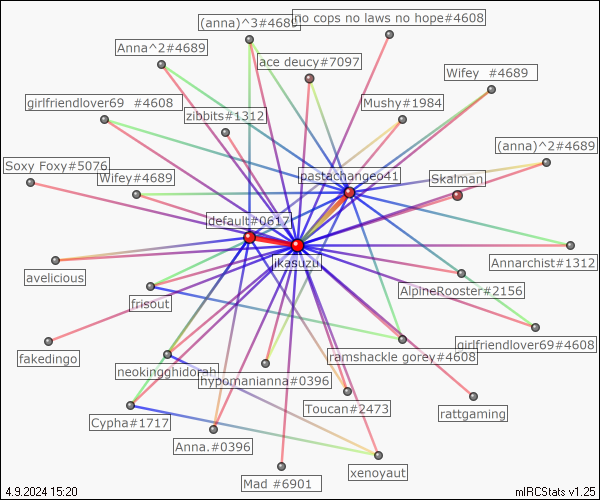 no cops no laws no hope#4608
(anna)^3#4689
Anna^2#4689
ace deucy#7097
Wifey #4689
girlfriendlover69 #4608
Mushy#1984
zibbits#1312
(anna)^2#4689
Soxy Foxy#5076
pastachangeo41
Skalman
Wifey#4689
default#0617
jikasuzu
Annarchist#1312
avelicious
AlpineRooster#2156
frisout
girlfriendlover69#4608
fakedingo
ramshackle gorey#4608
neokingghidorah
hypomanianna#0396
Toucan#2473
rattgaming
Cypha#1717
Anna.#0396
xenoyaut
Mad #6901
4.9.2024 15:20
mIRCStats v1.25